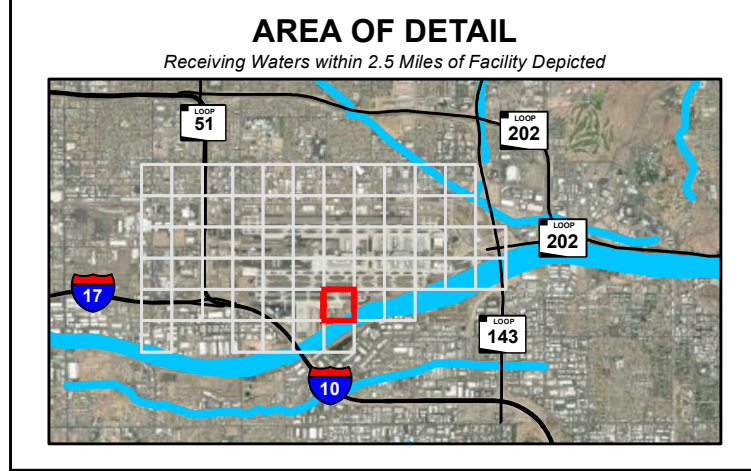 AREA OF DETAIL
Receiving Waters within 2.5 Miles of Facility Depicted
LOOP
51
LOOP
202
LOOP
202
17
LOOP
143
10